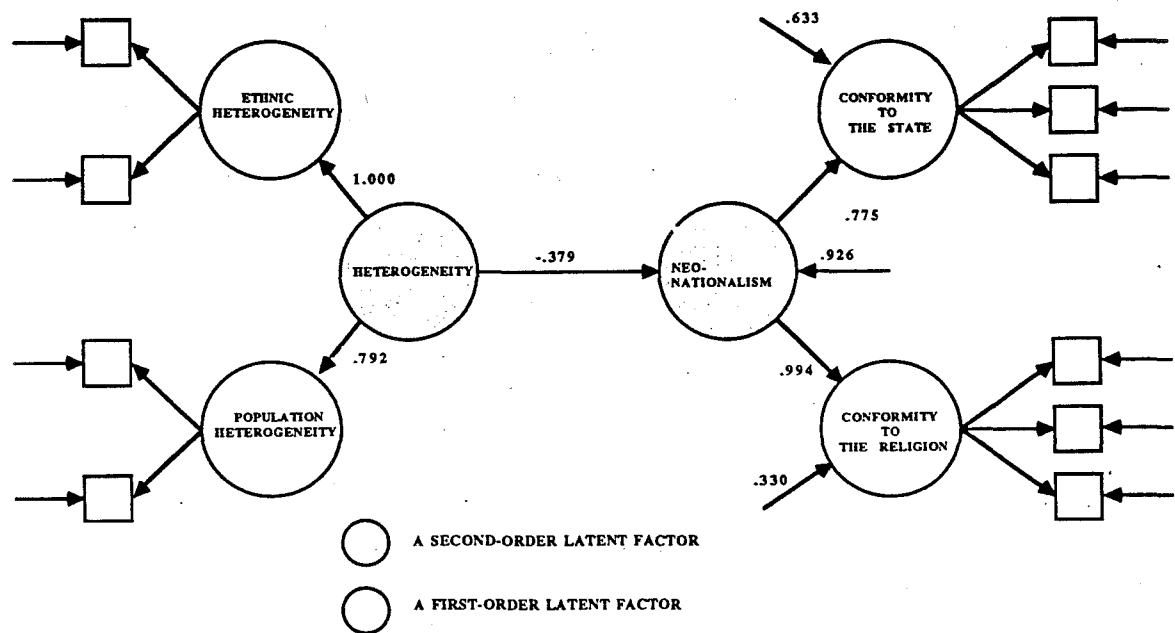 .633
ETHNIC
HETEROGENEITY
CONFORMITY
TO
THE STATE
1.000
.775
HETEROGENEITY
-.379
NEO-
NATIONALISM
.926
.792
.994
POPULATION
HETEROGENEITY
CONFORMITY
TO
THE RELIGION
.330
A SECOND-ORDER LATENT FACTOR
A FIRST-ORDER LATENT FACTOR